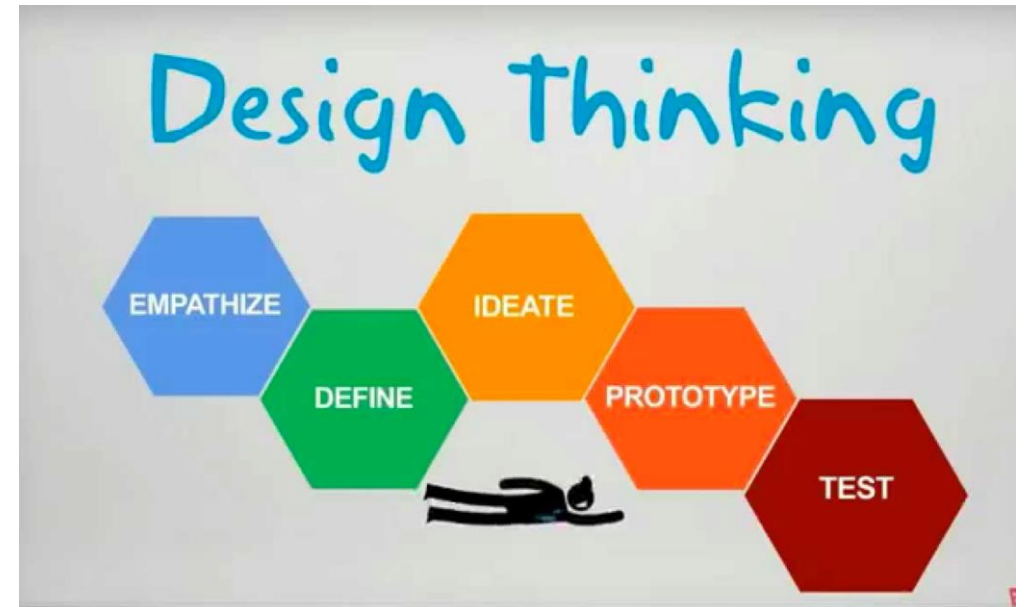 Design Thinking
EMPATHIZE
DEFINE
IDEATE
PROTOTYPE
TEST